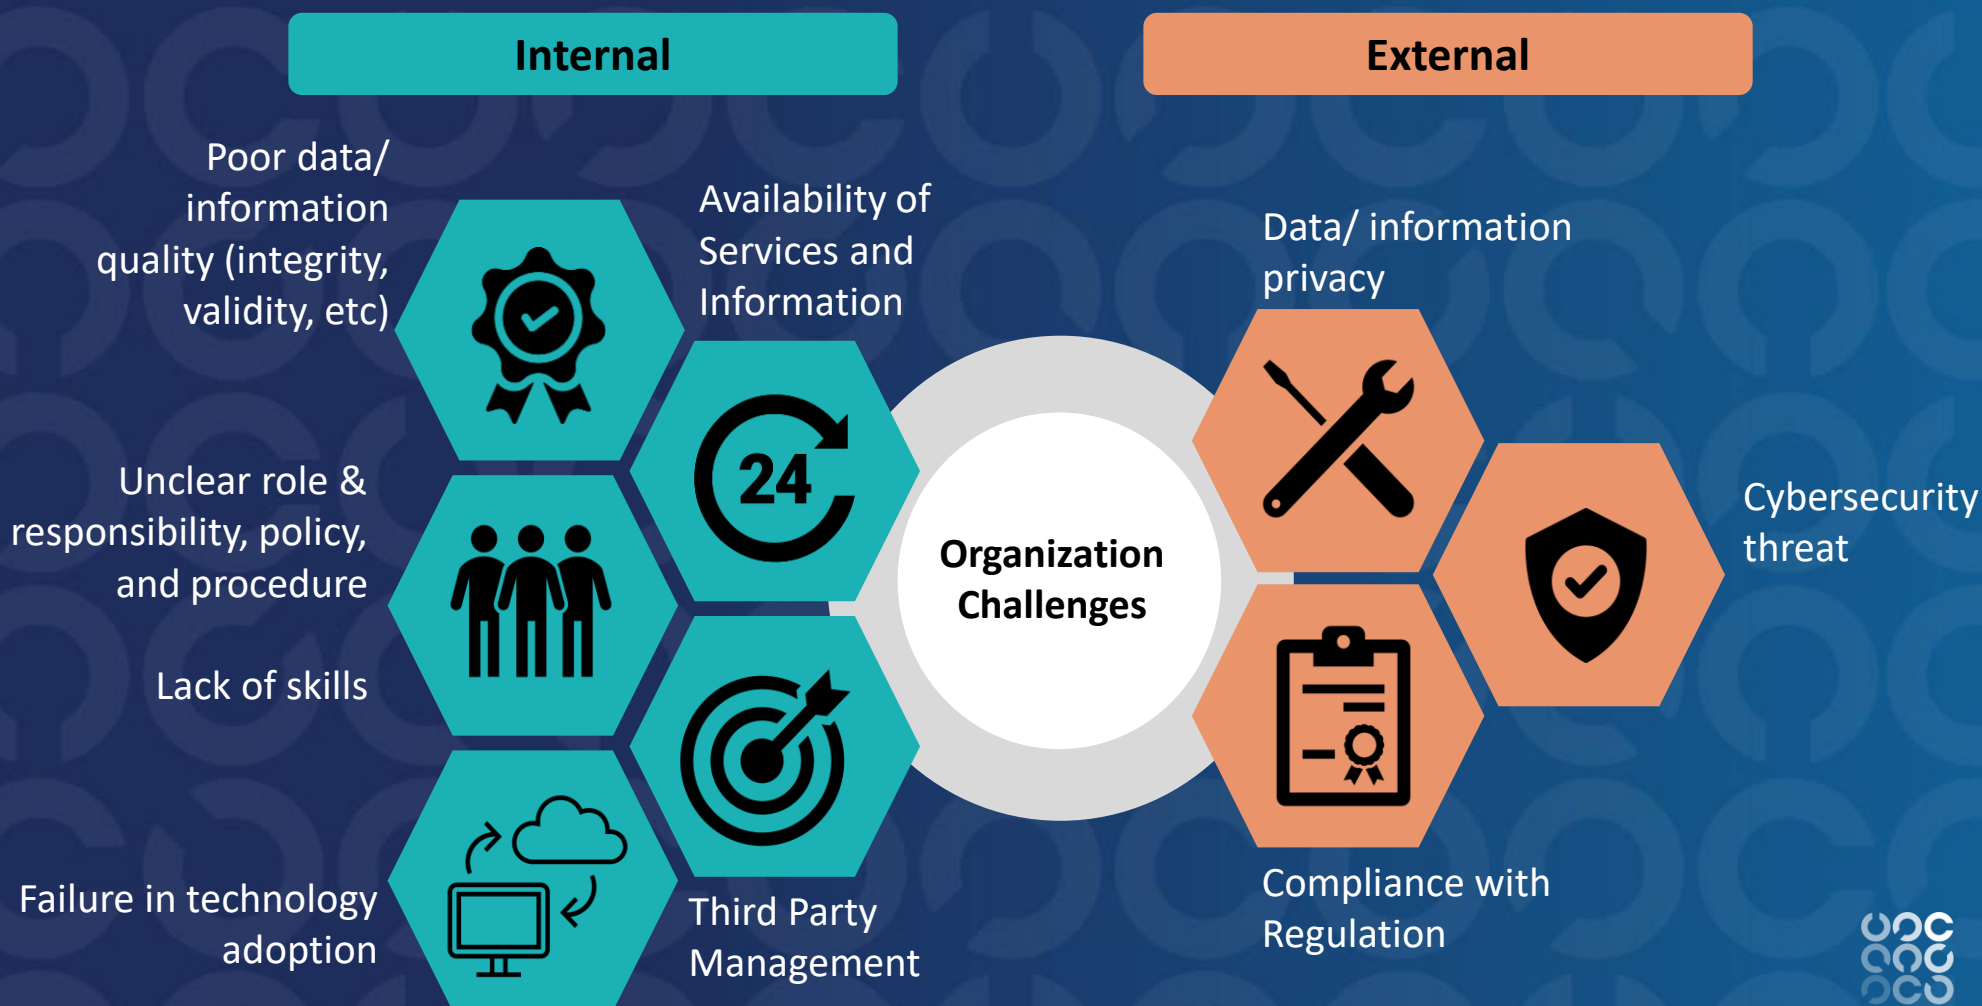 Internal
External
Poor data/
information
quality (integrity,
validity, etc)
Availability of
Services and
Information
Data/ information
privacy
Unclear role &
responsibility, policy,
and procedure
Lack of skills
24
Organization
Challenges
Cybersecurity
threat
Failure in technology
adoption
Third Party
Management
Compliance with
Regulation